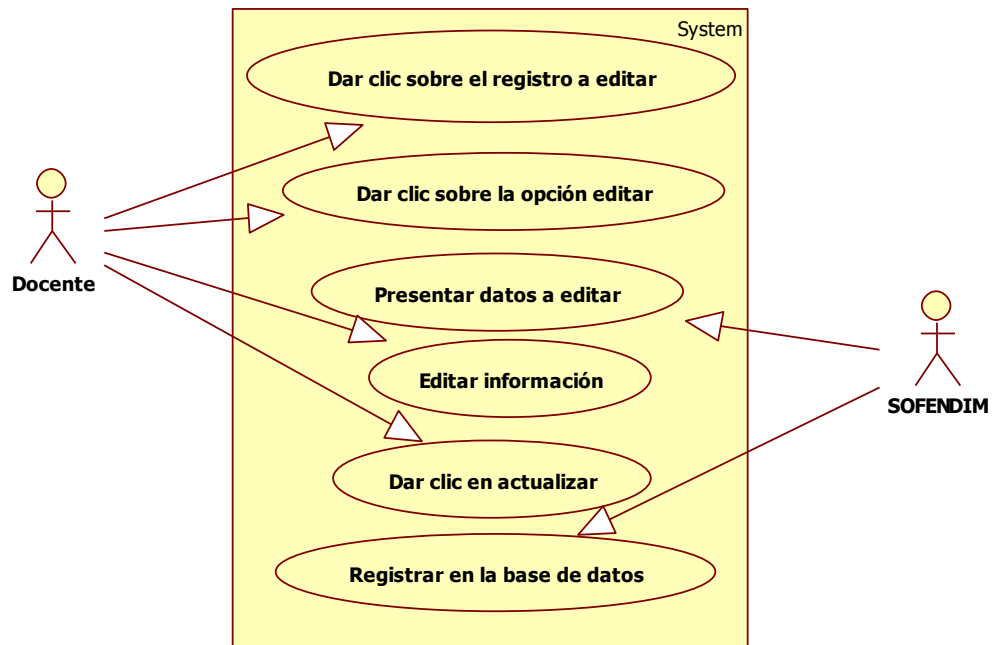 System
Dar clic sobre el registro a editar
Dar clic sobre la opción editar
Docente
Presentar datos a editar
Editar información
SOFENDIM
Dar clic en actualizar
Registrar en la base de datos